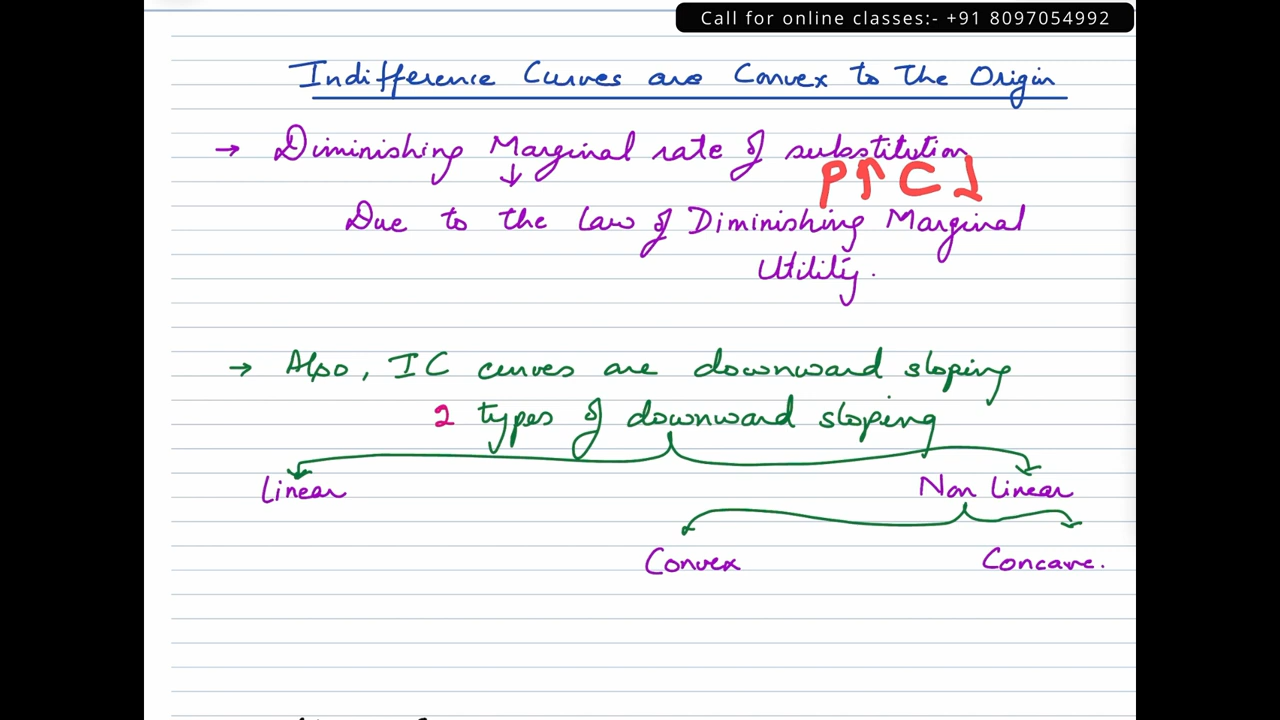 Call for online classes:- +91 8097054992
Indifference Curves are Convex to the Origin
→ Diminishing Marginal rate of substitution
↓
P↑ C↓
Due to the law of Diminishing Marginal
Utility.
→ Also, IC curves are downward sloping
2 types of downward sloping
Linear Non linear
Convex Concave.